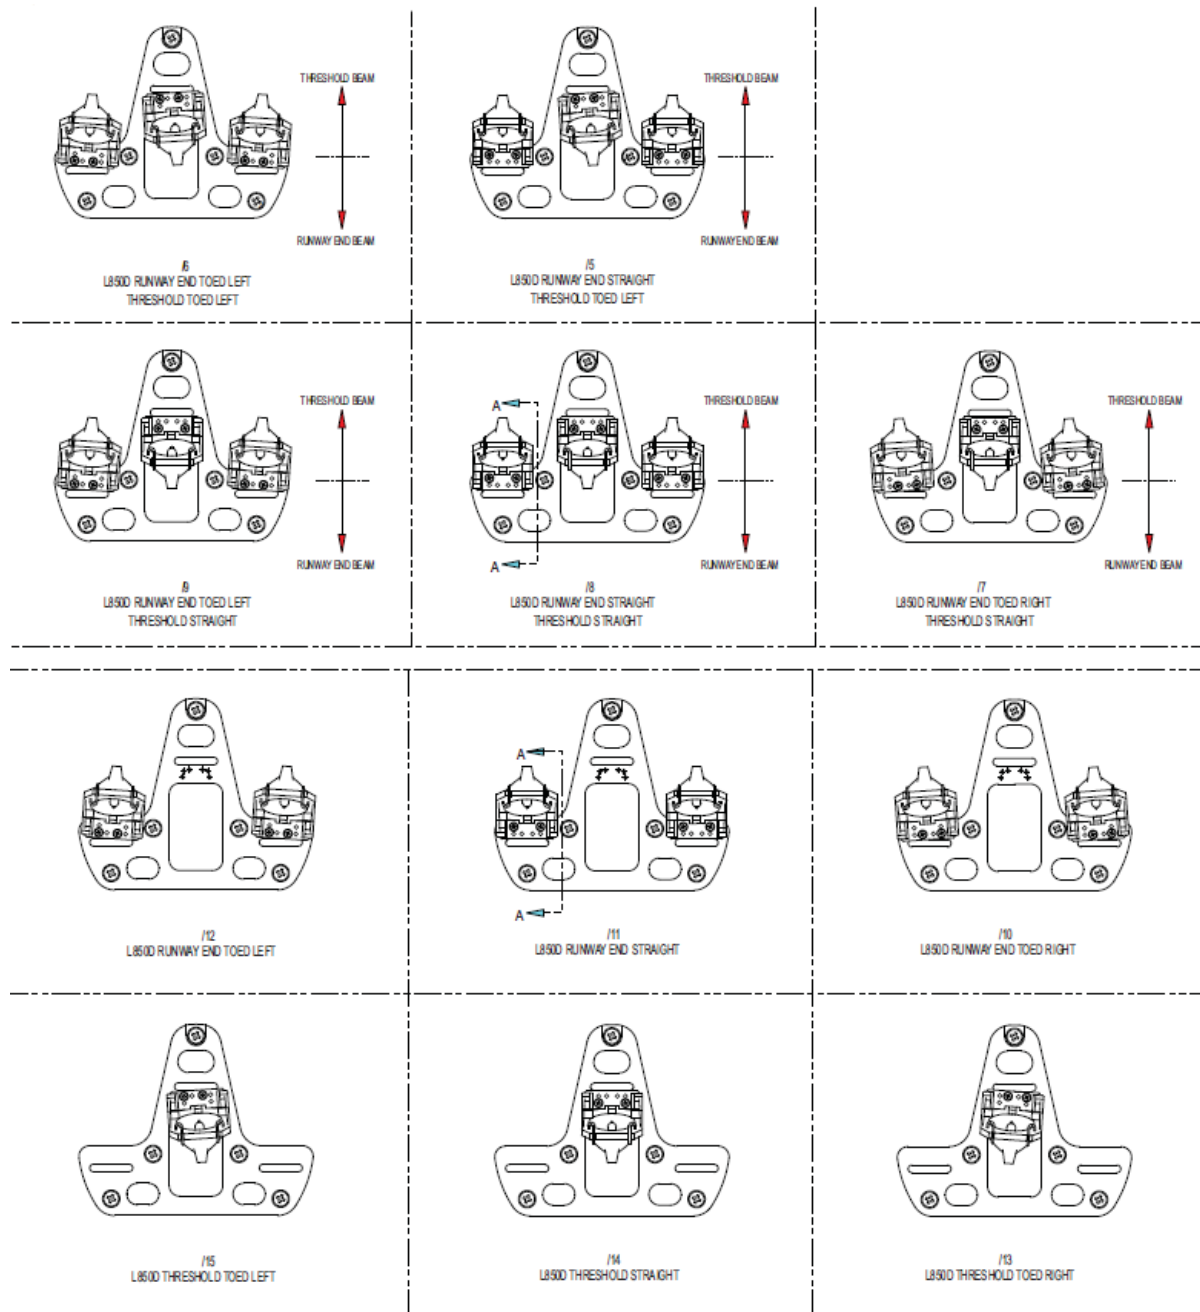 THRESHOLD BEAM
RUNWAY END BEAM
/6
L850D RUNWAY END TOED LEFT
THRESHOLD TOED LEFT
THRESHOLD BEAM
RUNWAY END BEAM
/5
L850D RUNWAY END STRAIGHT
THRESHOLD TOED LEFT
THRESHOLD BEAM
RUNWAY END BEAM
/9
L850D RUNWAY END TOED LEFT
THRESHOLD STRAIGHT
A
A
THRESHOLD BEAM
RUNWAY END BEAM
/8
L850D RUNWAY END STRAIGHT
THRESHOLD STRAIGHT
THRESHOLD BEAM
RUNWAY END BEAM
/7
L850D RUNWAY END TOED RIGHT
THRESHOLD STRAIGHT
/12
L850D RUNWAY END TOED LEFT
A
A
/11
L850D RUNWAY END STRAIGHT
/10
L850D RUNWAY END TOED RIGHT
/15
L850D THRESHOLD TOED LEFT
/14
L850D THRESHOLD STRAIGHT
/13
L850D THRESHOLD TOED RIGHT